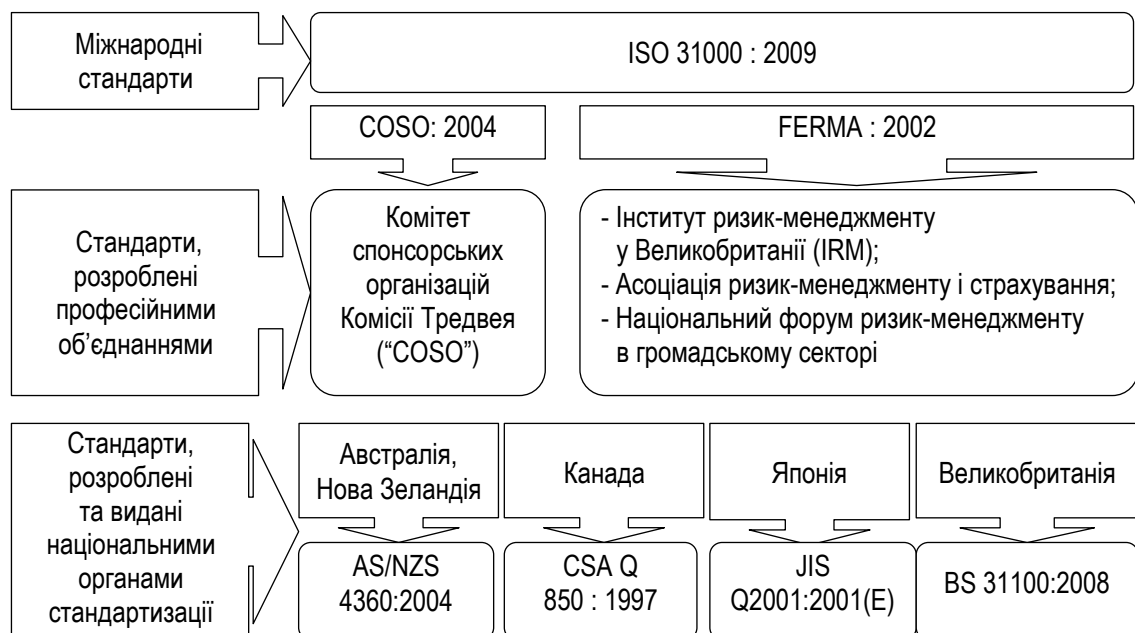 Міжнародні
стандарти
ISO 31000 : 2009
COSO: 2004
FERMA : 2002
Стандарти,
розроблені
професійними
об’єднаннями
Комітет
спонсорських
організацій
Комісії Тредвея
(“COSO”)
- Інститут ризик-менеджменту
у Великобританії (IRM);
- Асоціація ризик-менеджменту і страхування;
- Національний форум ризик-менеджменту
в громадському секторі
Стандарти,
розроблені
та видані
національними
органами
стандартизації
Австралія,
Нова Зеландія
Канада
Японія
Великобританія
AS/NZS
4360:2004
CSA Q
850 : 1997
JIS
Q2001:2001(E)
BS 31100:2008